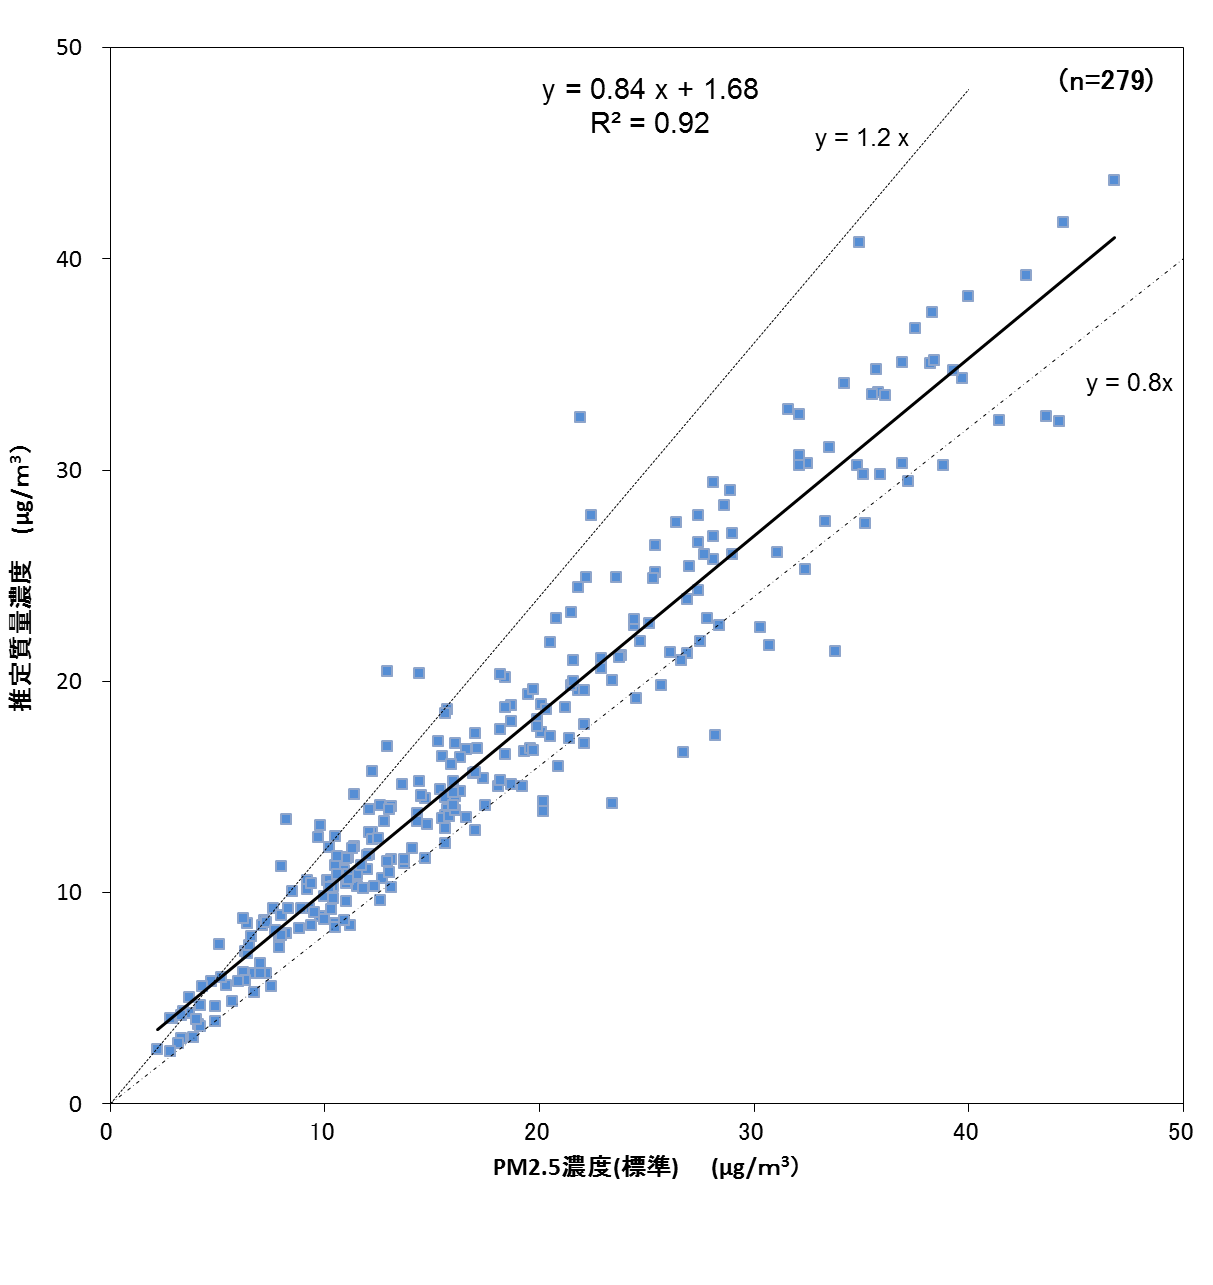 50
(n=279)
y = 0.84 x + 1.68
R² = 0.92
y = 1.2 x
40
y = 0.8x
30
推定質量濃度 (μg/m³)
20
10
0
0 10 20 30 40 50
PM2.5濃度(標準) (μg/m³)